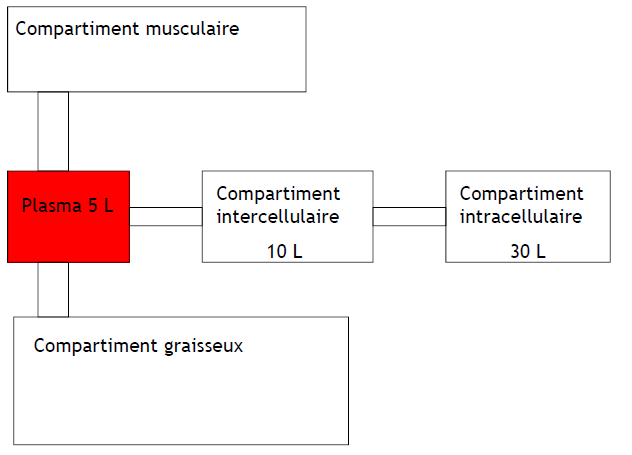 Compartiment musculaire
Plasma 5 L
Compartiment
intercellulaire
10 L
Compartiment
intracellulaire
30 L
Compartiment graisseux